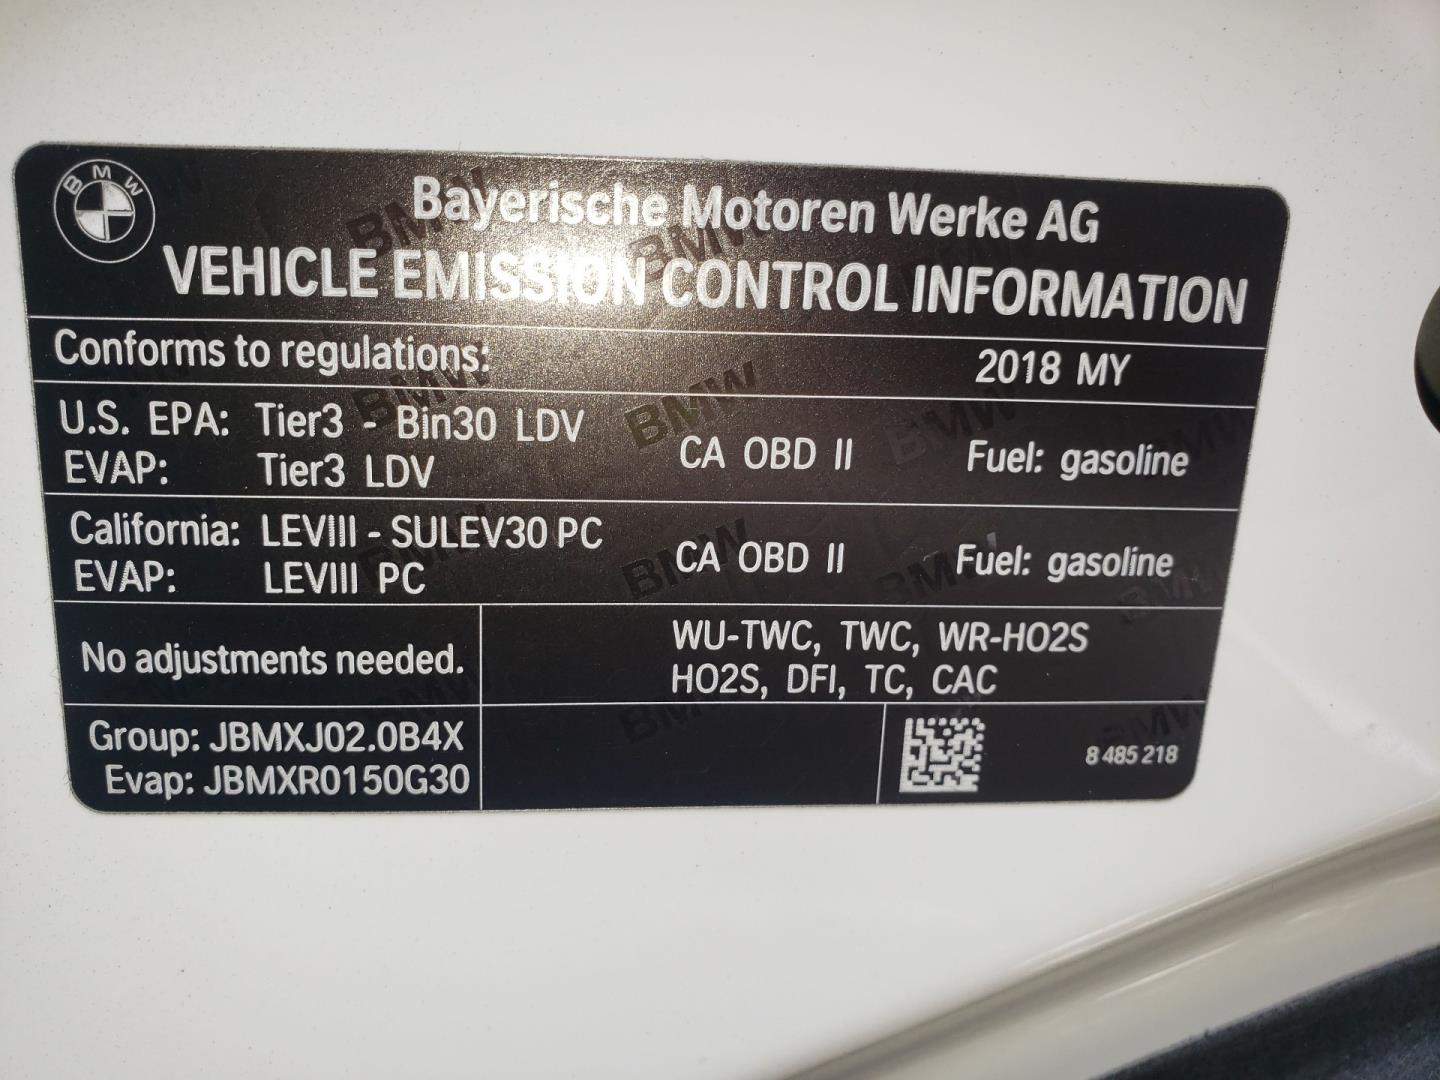 BMW
Bayerische Motoren Werke AG
VEHICLE EMISSION CONTROL INFORMATION
Conforms to regulations: 2018 MY
U.S. EPA: Tier3 - Bin30 LDV
EVAP: Tier3 LDV
CA OBD II Fuel: gasoline
California: LEVIII - SULEV30 PC
EVAP: LEVIII PC
CA OBD II Fuel: gasoline
No adjustments needed.
WU-TWC, TWC, WR-HO2S
HO2S, DFI, TC, CAC
Group: JBMXJ02.0B4X
Evap: JBMXR0150G30
8 485 218